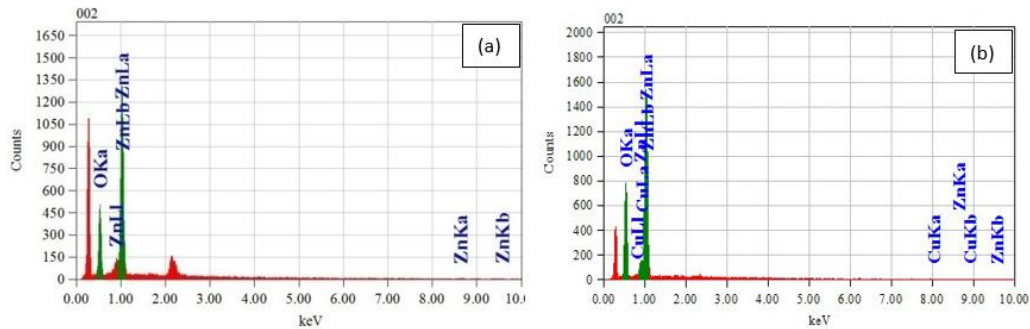 002
(a)
1650
1500
1350
1200
1050
900
750
600
450
300
150
0
Counts
OKa
ZnLl
ZnLb
ZnLa
ZnKa
ZnKb
0.00 1.00 2.00 3.00 4.00 5.00 6.00 7.00 8.00 9.00 10.0
keV
002
(b)
2000
1800
1600
1400
1200
1000
800
600
400
200
0
Counts
OKa
CuLl
CuLa
ZnLl
ZnLb
ZnLa
CuKa
ZnKa
CuKb
ZnKb
0.00 1.00 2.00 3.00 4.00 5.00 6.00 7.00 8.00 9.00 10.00
keV